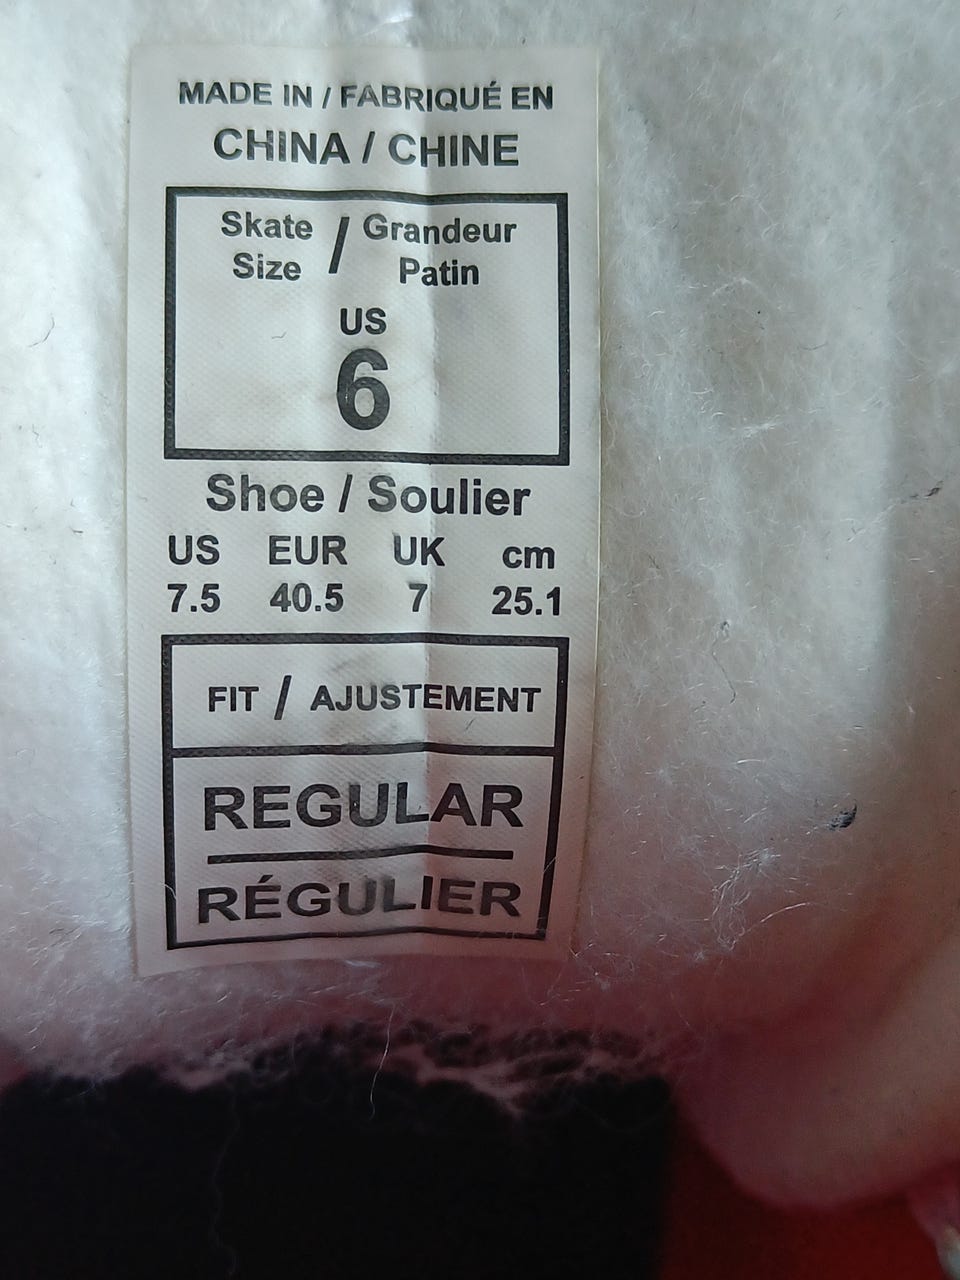 MADE IN / FABRIQUÉ EN
CHINA / CHINE
Skate / Grandeur
Size Patin
US
6
Shoe / Soulier
US EUR UK cm
7.5 40.5 7 25.1
FIT / AJUSTEMENT
REGULAR
RÉGULIER